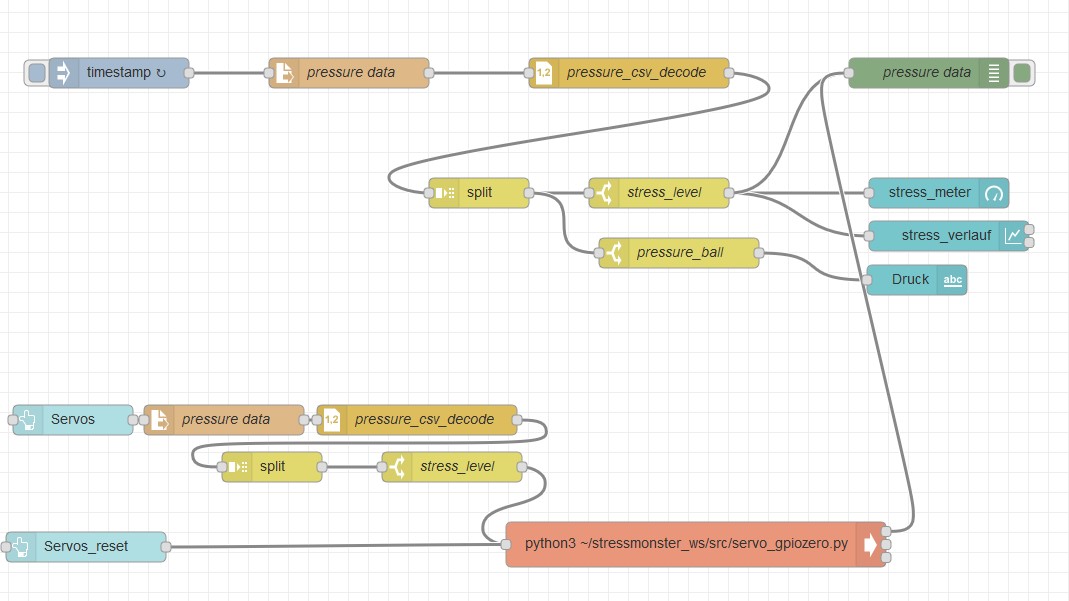 timestamp ↻
pressure data
1,2
pressure_csv_decode
pressure data
split
stress_level
stress_meter
stress_verlauf
pressure_ball
Druck
abc
Servos
pressure data
1,2
pressure_csv_decode
split
stress_level
Servos_reset
python3 ~/stressmonster_ws/src/servo_gpiozero.py